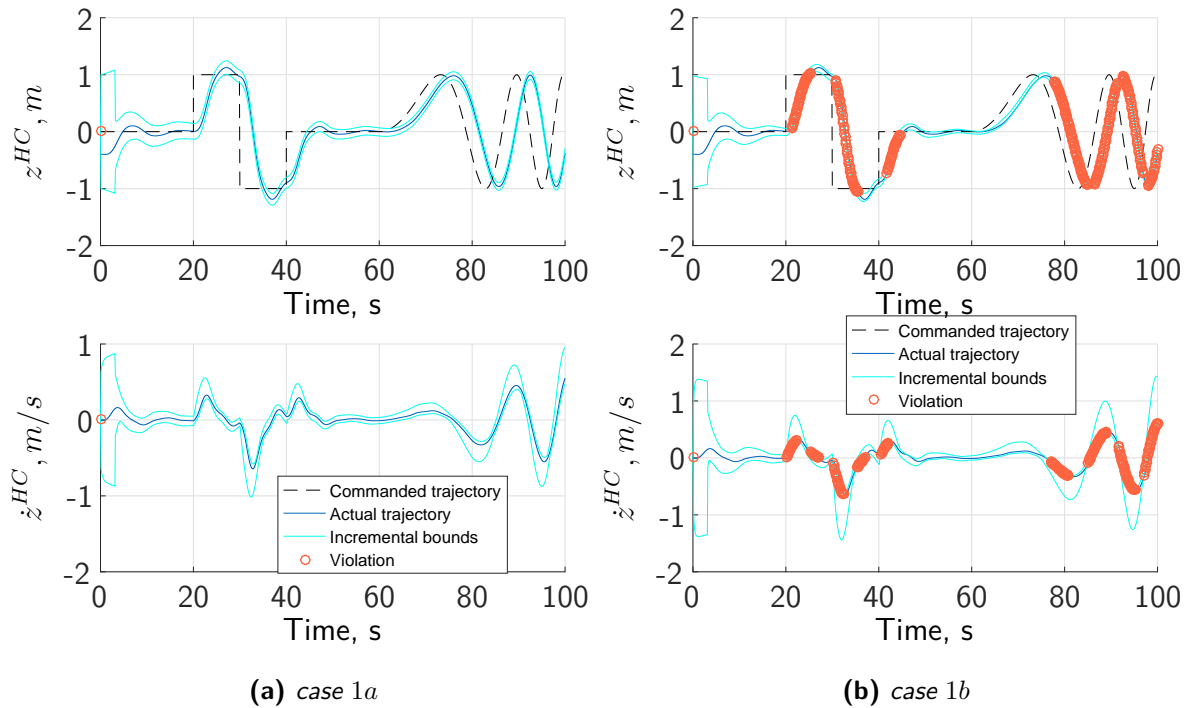 2
1
0
-1
-2
z^{HC}, m
0 20 40 60 80 100
Time, s
2
1
0
-1
-2
z^{HC}, m
0 20 40 60 80 100
Time, s
1
0
-1
-2
ż^{HC}, m/s
Commanded trajectory
Actual trajectory
Incremental bounds
Violation
0 20 40 60 80 100
Time, s
2
1
0
-1
-2
ż^{HC}, m/s
Commanded trajectory
Actual trajectory
Incremental bounds
Violation
0 20 40 60 80 100
Time, s
(a) case 1a
(b) case 1b